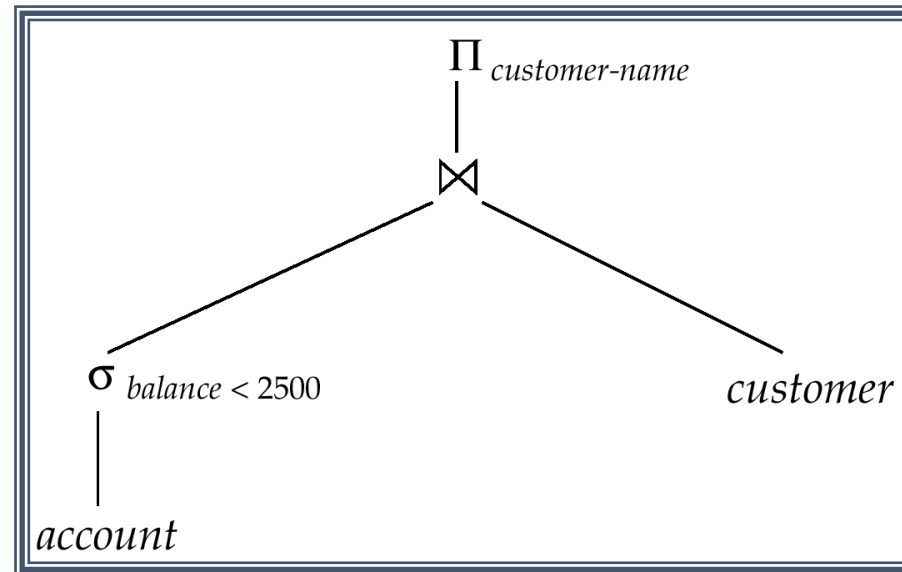 Π customer-name
⋈
σ balance < 2500
customer
account